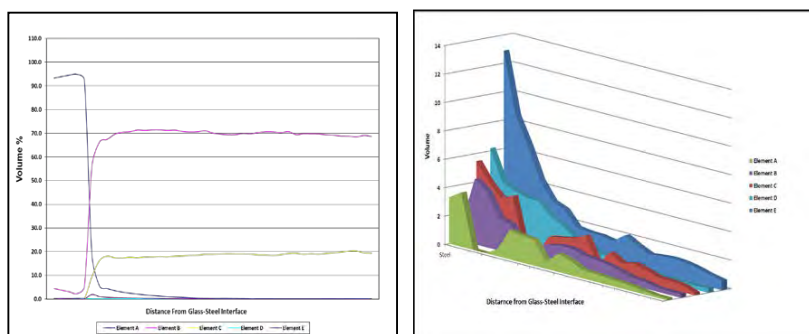 110.0
100.0
90.0
80.0
70.0
60.0
50.0
40.0
30.0
20.0
10.0
0.0
Volume %
Distance From Glass-Steel Interface
Element A Element B Element C Element D Element E
14
12
10
8
6
4
2
0
Volume
Steel
Distance from Glass-Steel Interface
Element A
Element B
Element C
Element D
Element E